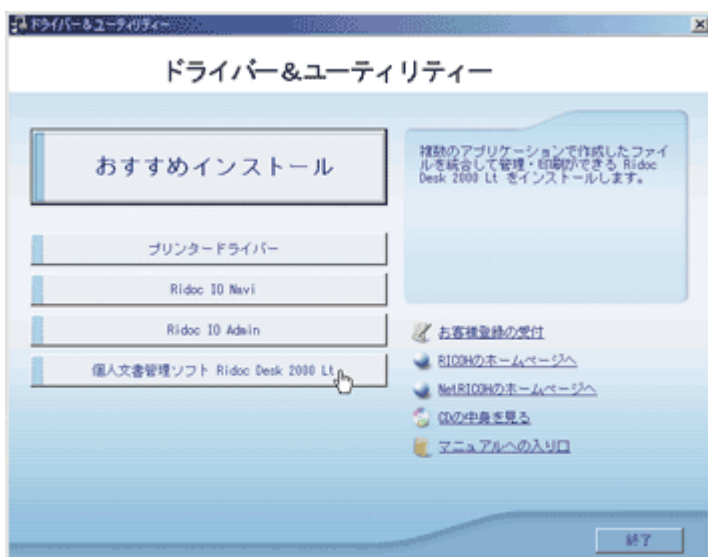 ドライバー&ユーティリティー
ドライバー&ユーティリティー
おすすめインストール
複数のアプリケーションで作成したファイ
ルを統合して管理・印刷ができる Ridoc
Desk 2000 Lt をインストールします。
プリンタードライバー
Ridoc IO Navi
Ridoc IO Admin
個人文書管理ソフト Ridoc Desk 2000 Lt
お客様登録の受付
RICOHのホームページへ
NetRICOHのホームページへ
CDの中身を見る
マニュアルへの入り口
終了